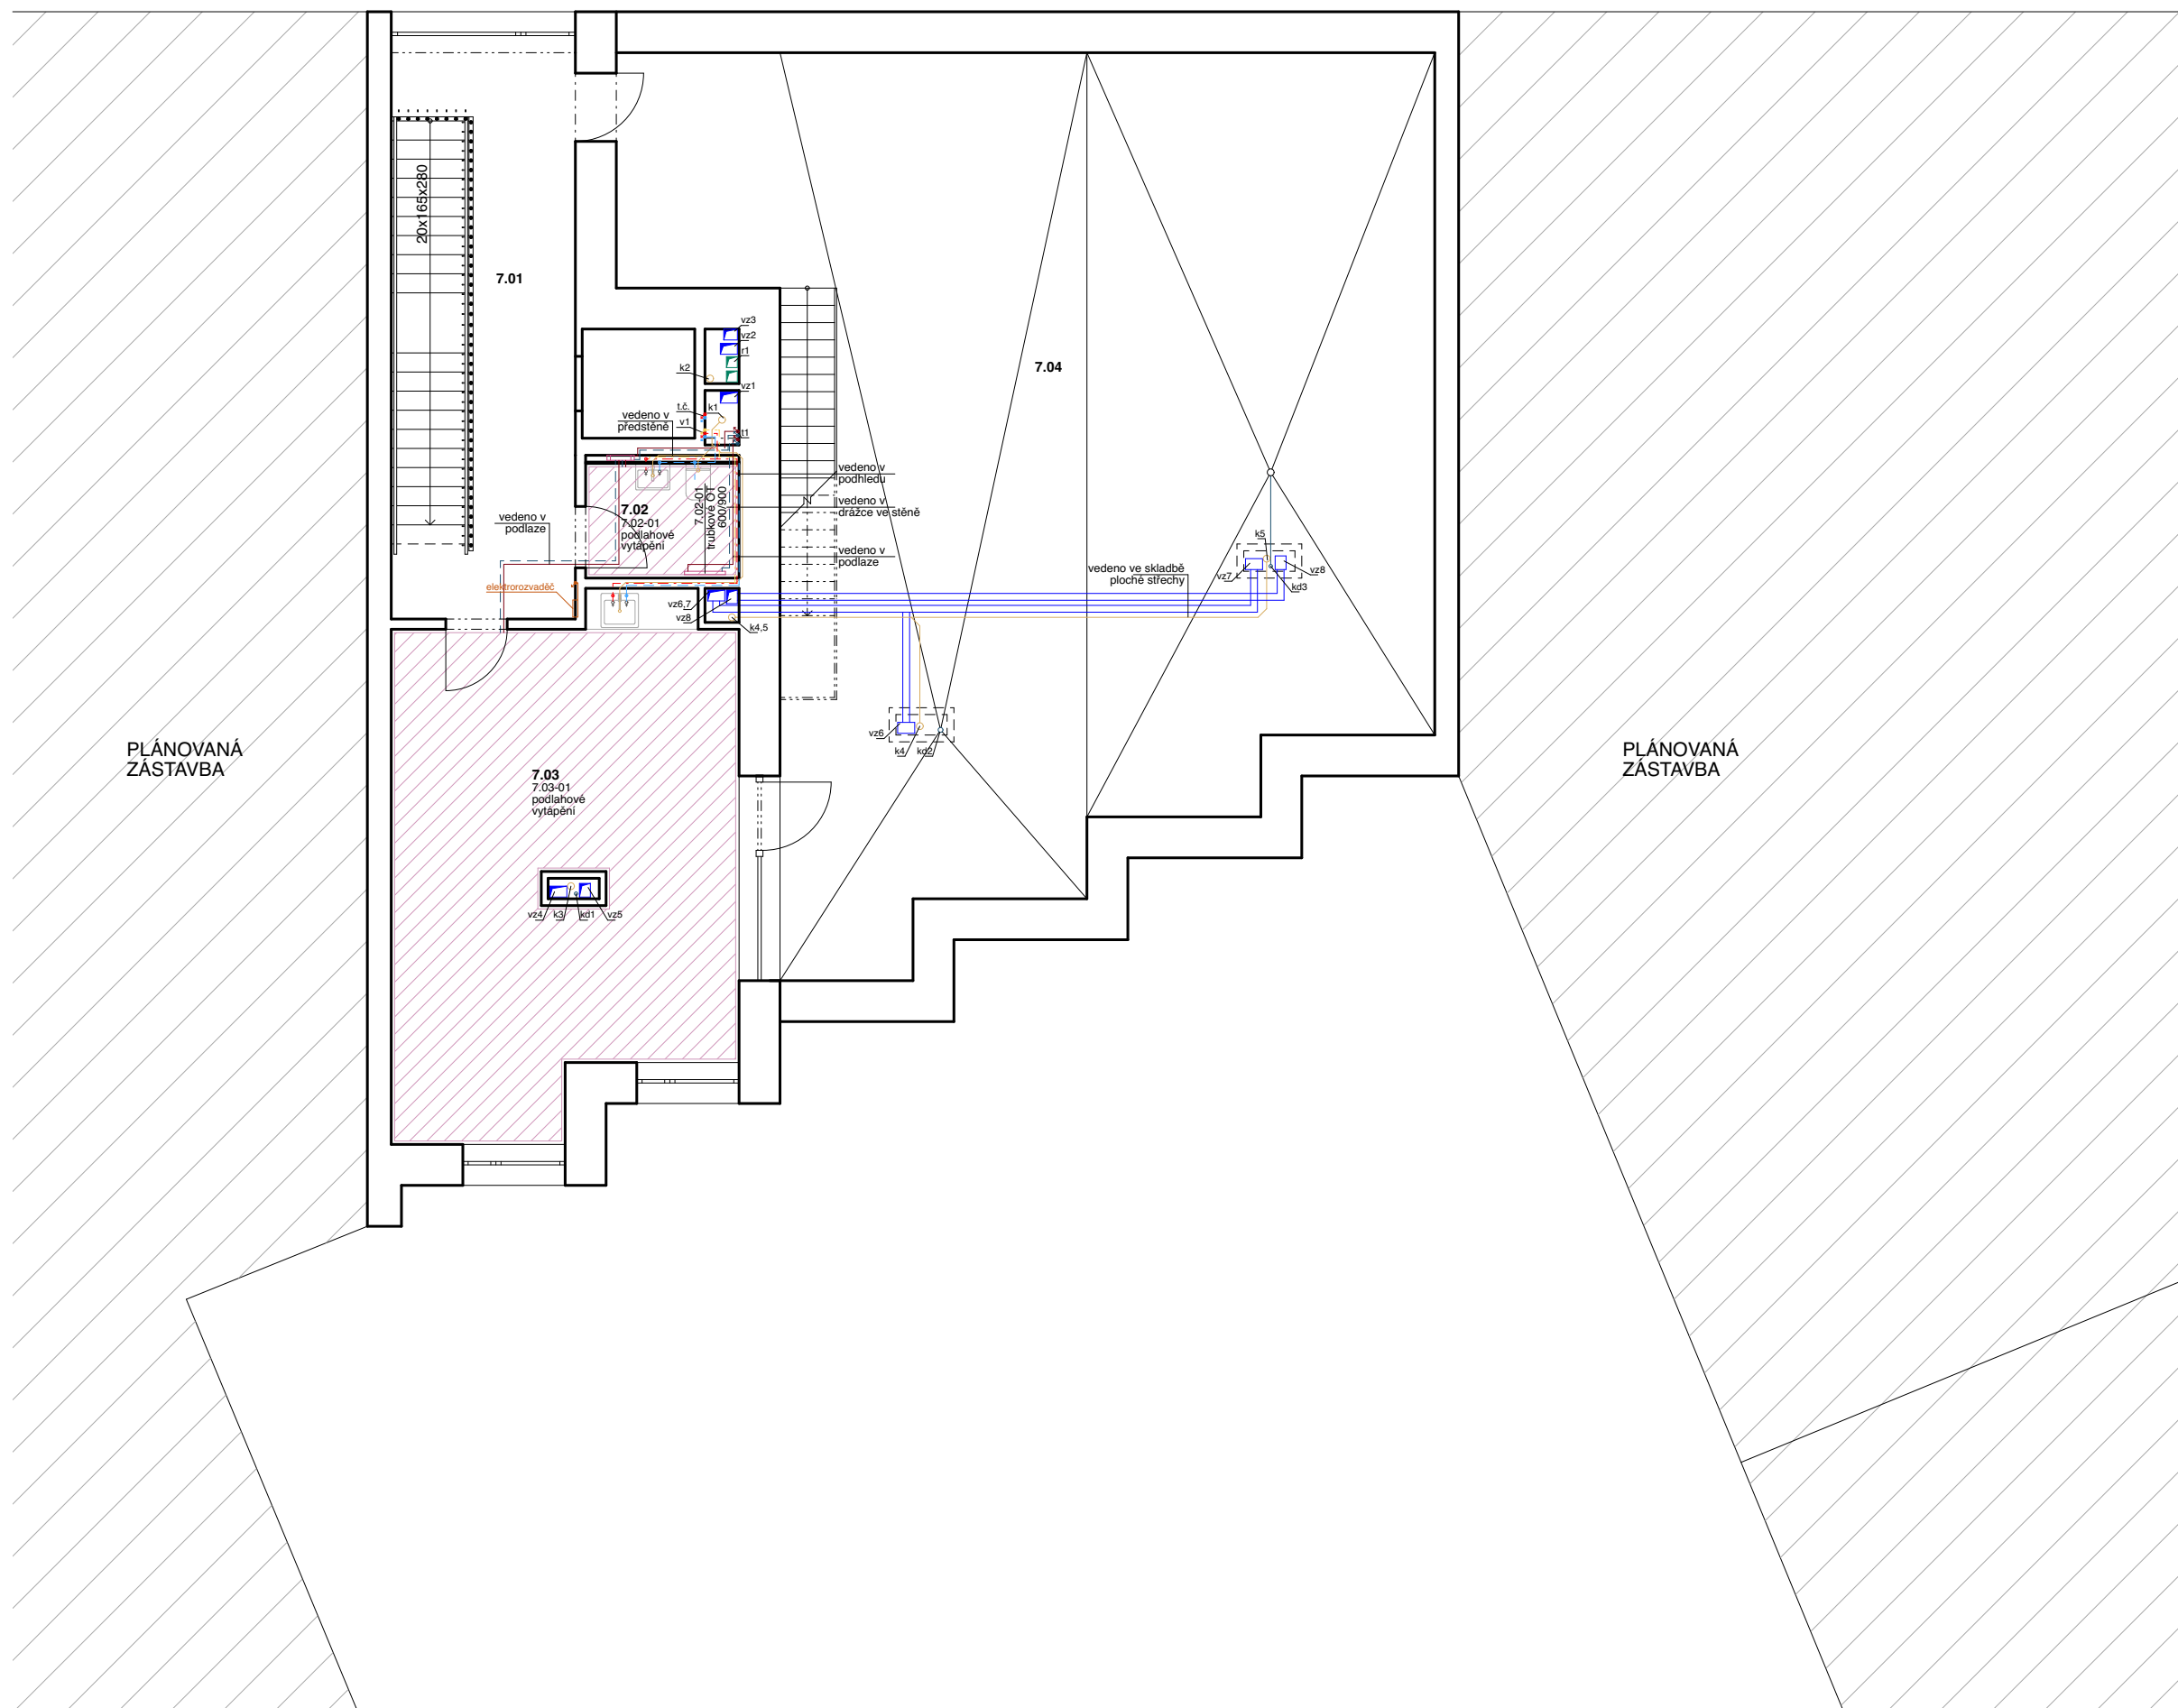 20x165x280
7.01
vz3
vz2
r1
k2
vz1
t.č.
k1
v1
t1
vedeno v
předstěně
7.04
vedeno v
podhledu
vedeno v
drážce ve stěně
vedeno v
podlaze
7.02
7.02-01
podlahové
vytápění
7.02-01
trubkové OT
600/900
vedeno v
podlaze
elektrorozvaděč
vz6,7
vz8
k4,5
vedeno ve skladbě
ploché střechy
k5
vz7
vz8
kd3
vz6
k4
kd2
PLÁNOVANÁ
ZÁSTAVBA
PLÁNOVANÁ
ZÁSTAVBA
7.03
7.03-01
podlahové
vytápění
vz4
k3
kd1
vz5